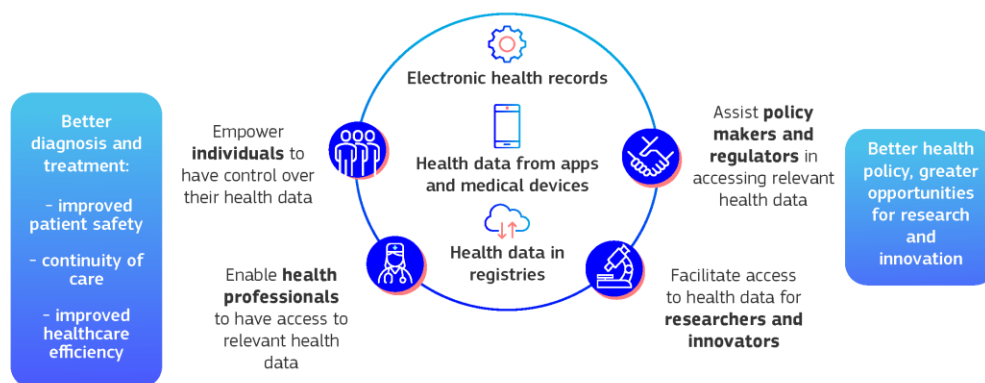 Better
diagnosis and
treatment:
– improved
patient safety
– continuity of
care
– improved
healthcare
efficiency
Empower
individuals to
have control over
their health data
Enable health
professionals
to have access to
relevant health
data
Electronic health records
Health data from apps
and medical devices
Health data in
registries
Assist policy
makers and
regulators in
accessing relevant
health data
Facilitate access
to health data for
researchers and
innovators
Better health
policy, greater
opportunities
for research
and
innovation